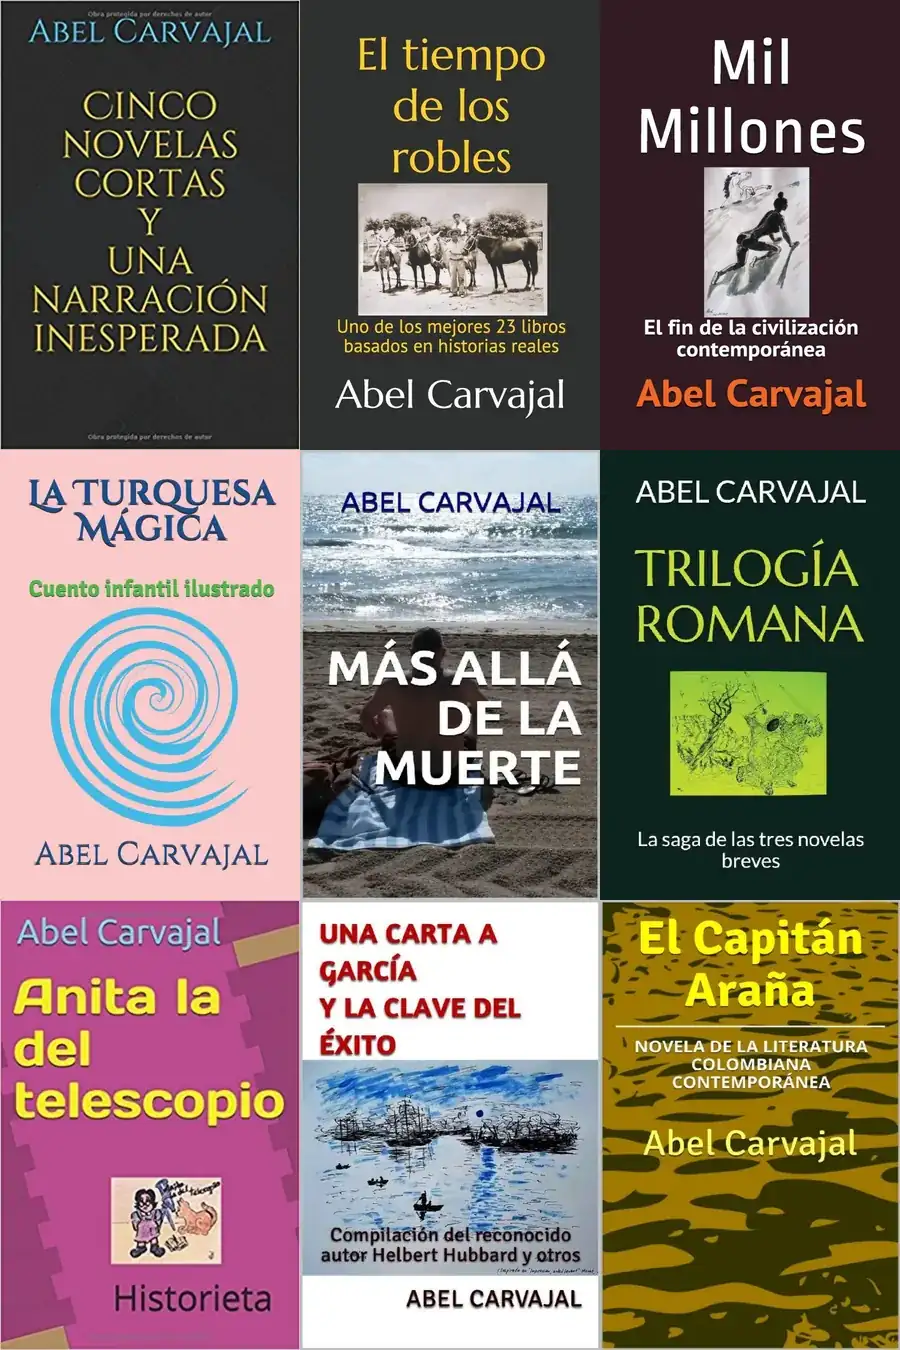 Obra protegida por derechos de autor
ABEL CARVAJAL
CINCO
NOVELAS
CORTAS
Y
UNA
NARRACIÓN
INESPERADA
Obra protegida por derechos de autor
El tiempo
de los
robles
Uno de los mejores 23 libros
basados en historias reales
Abel Carvajal
Mil
Millones
El fin de la civilización
contemporánea
Abel Carvajal
LA TURQUESA
MÁGICA
Cuento infantil ilustrado
ABEL CARVAJAL
ABEL CARVAJAL
MÁS ALLÁ
DE LA
MUERTE
ABEL CARVAJAL
TRILOGÍA
ROMANA
La saga de las tres novelas
breves
Abel Carvajal
Anita la
del
telescopio
Historieta
UNA CARTA A
GARCÍA
Y LA CLAVE DEL
ÉXITO
Compilación del reconocido
autor Helbert Hubbard y otros
ABEL CARVAJAL
El Capitán
Araña
NOVELA DE LA LITERATURA
COLOMBIANA
CONTEMPORÁNEA
Abel Carvajal